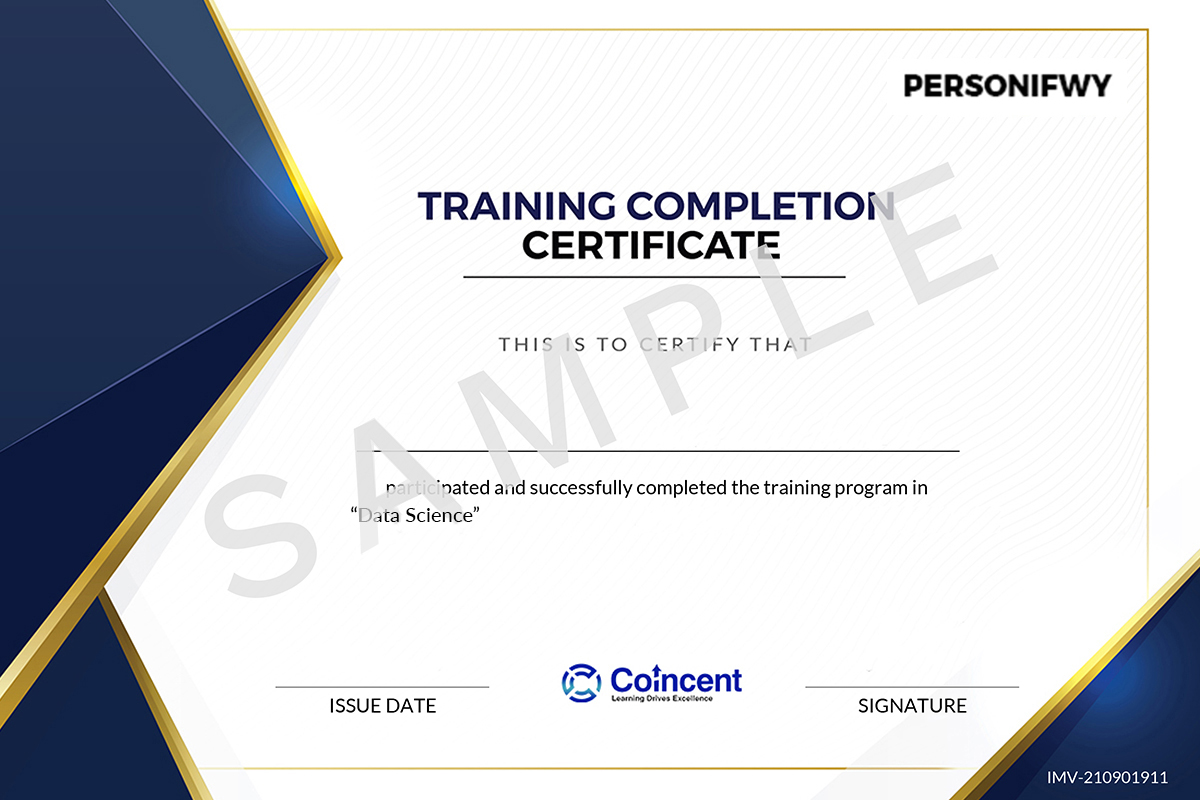 PERSONIFWY
TRAINING COMPLETION
CERTIFICATE
THIS IS TO CERTIFY THAT
SAMPLE
participated and successfully completed the training program in
“Data Science”
Coincent
Learning Drives Excellence
ISSUE DATE
SIGNATURE
IMV-210901911